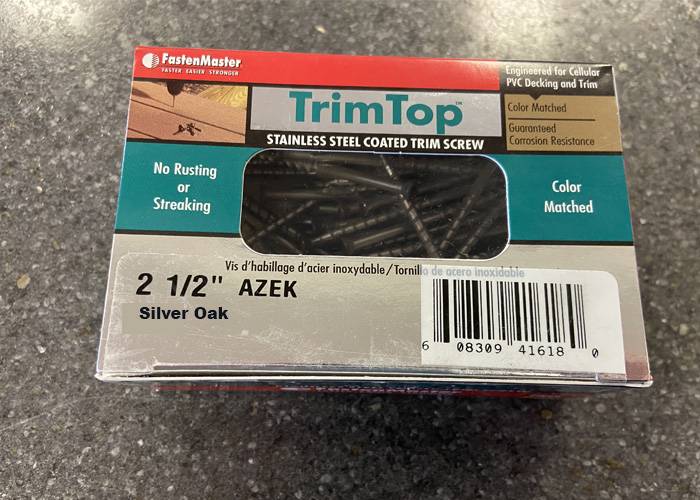 FastenMaster
FASTER EASIER STRONGER
Engineered for Cellular
PVC Decking and Trim
TrimTop™
Color Matched
Guaranteed
Corrosion Resistance
STAINLESS STEEL COATED TRIM SCREW
No Rusting
or
Streaking
Color
Matched
Vis d'habillage d'acier inoxydable/Tornillo de acero inoxidable
2 1/2" AZEK
Silver Oak
6 08309 41618 0